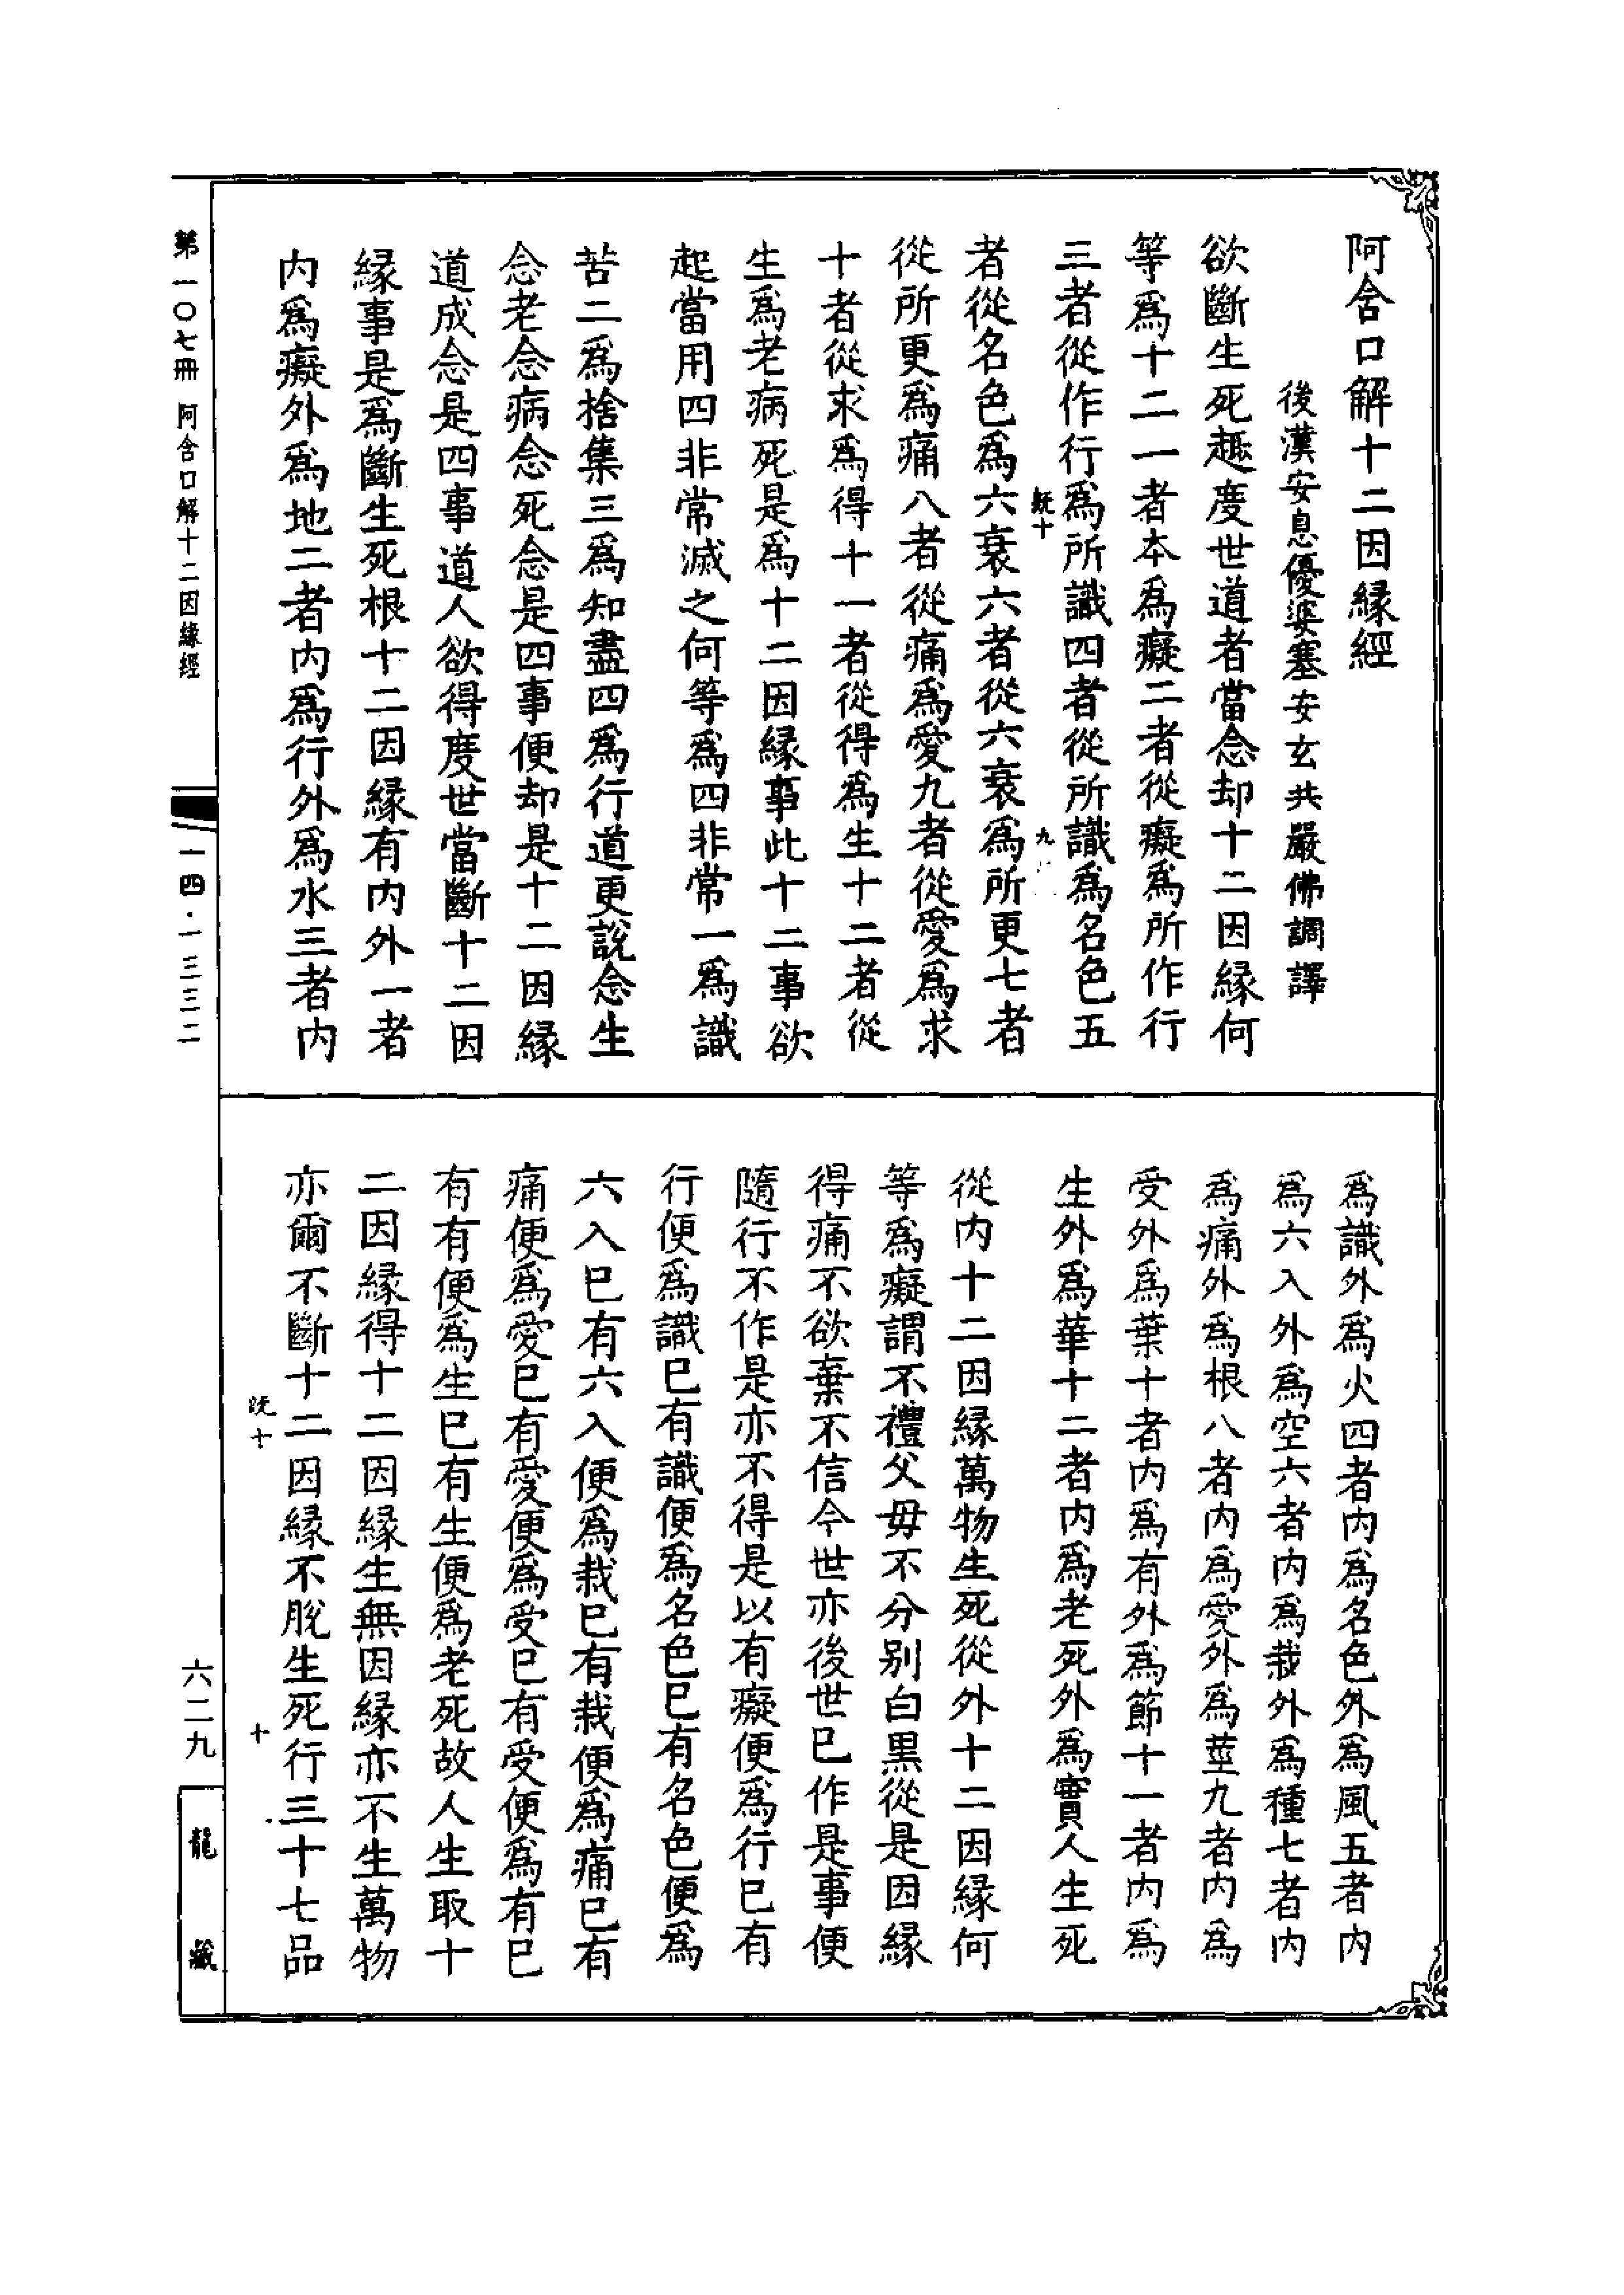 阿含口解十二因緣經
後漢安息優婆塞安玄共嚴佛調譯
欲斷生死趣度世道者當念却十二因緣何
等爲十二一者本爲癡二者從癡爲所作行
三者從作行爲所識四者從所識爲名色五
者從名色爲六衰六者從六衰爲所更七者
從所更爲痛八者從痛爲愛九者從愛爲求
十者從求爲得十一者從得爲生十二者從
生爲老病死是爲十二因緣事此十二事欲
起當用四非常滅之何等爲四非常一爲識
苦二爲捨集三爲知盡四爲行道更說念生
念老念病念死念是四事便却是十二因緣
道成念是四事道人欲得度世當斷十二因
緣事是爲斷生死根十二因緣有內外一者
內爲癡外爲地二者內爲行外爲水三者內
爲識外爲火四者內爲名色外爲風五者內
爲六入外爲空六者內爲栽外爲種七者內
爲痛外爲根八者內爲愛外爲莖九者內爲
受外爲葉十者內爲有外爲節十一者內爲
生外爲華十二者內爲老死外爲實人生死
從內十二因緣萬物生死從外十二因緣何
等爲癡謂不禮父母不分別白黑從是因緣
得痛不欲棄不信今世亦後世已作是事便
隨行不作是亦不得是以有癡便爲行已有
行便爲識已有識便爲名色已有名色便爲
六入已有六入便爲栽已有栽便爲痛已有
痛便爲愛已有愛便爲受已有受便爲有已
有有便爲生已有生便爲老死故人生取十
二因緣得十二因緣生無因緣亦不生萬物
亦爾不斷十二因緣不脫生死行三十七品
既十
九
既十
十
第一〇七冊 阿含口解十二因緣經
一四·一三三二
六二九
龍藏